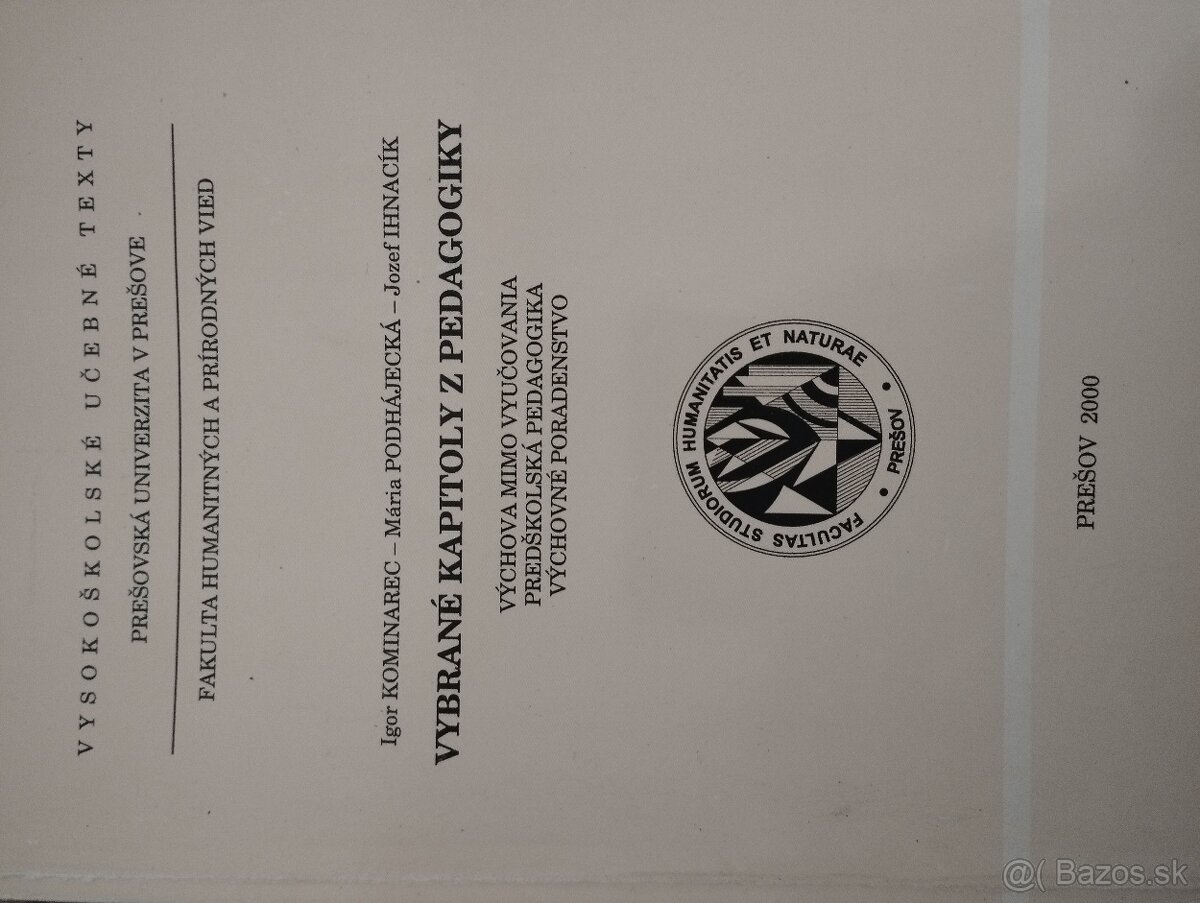 VYSOKOŠKOLSKÉ UČEBNÉ TEXTY
PREŠOVSKÁ UNIVERZITA V PREŠOVE
FAKULTA HUMANITNÝCH A PRÍRODNÝCH VIED
Igor KOMINAREC – Mária PODHÁJECKÁ – Jozef IHNACÍK
VYBRANÉ KAPITOLY Z PEDAGOGIKY
VÝCHOVA MIMO VYUČOVANIA
PREDŠKOLSKÁ PEDAGOGIKA
VÝCHOVNÉ PORADENSTVO
FACULTAS STUDIORUM HUMANITATIS ET NATURAE
• PREŠOV •
PREŠOV 2000
@( Bazos.sk